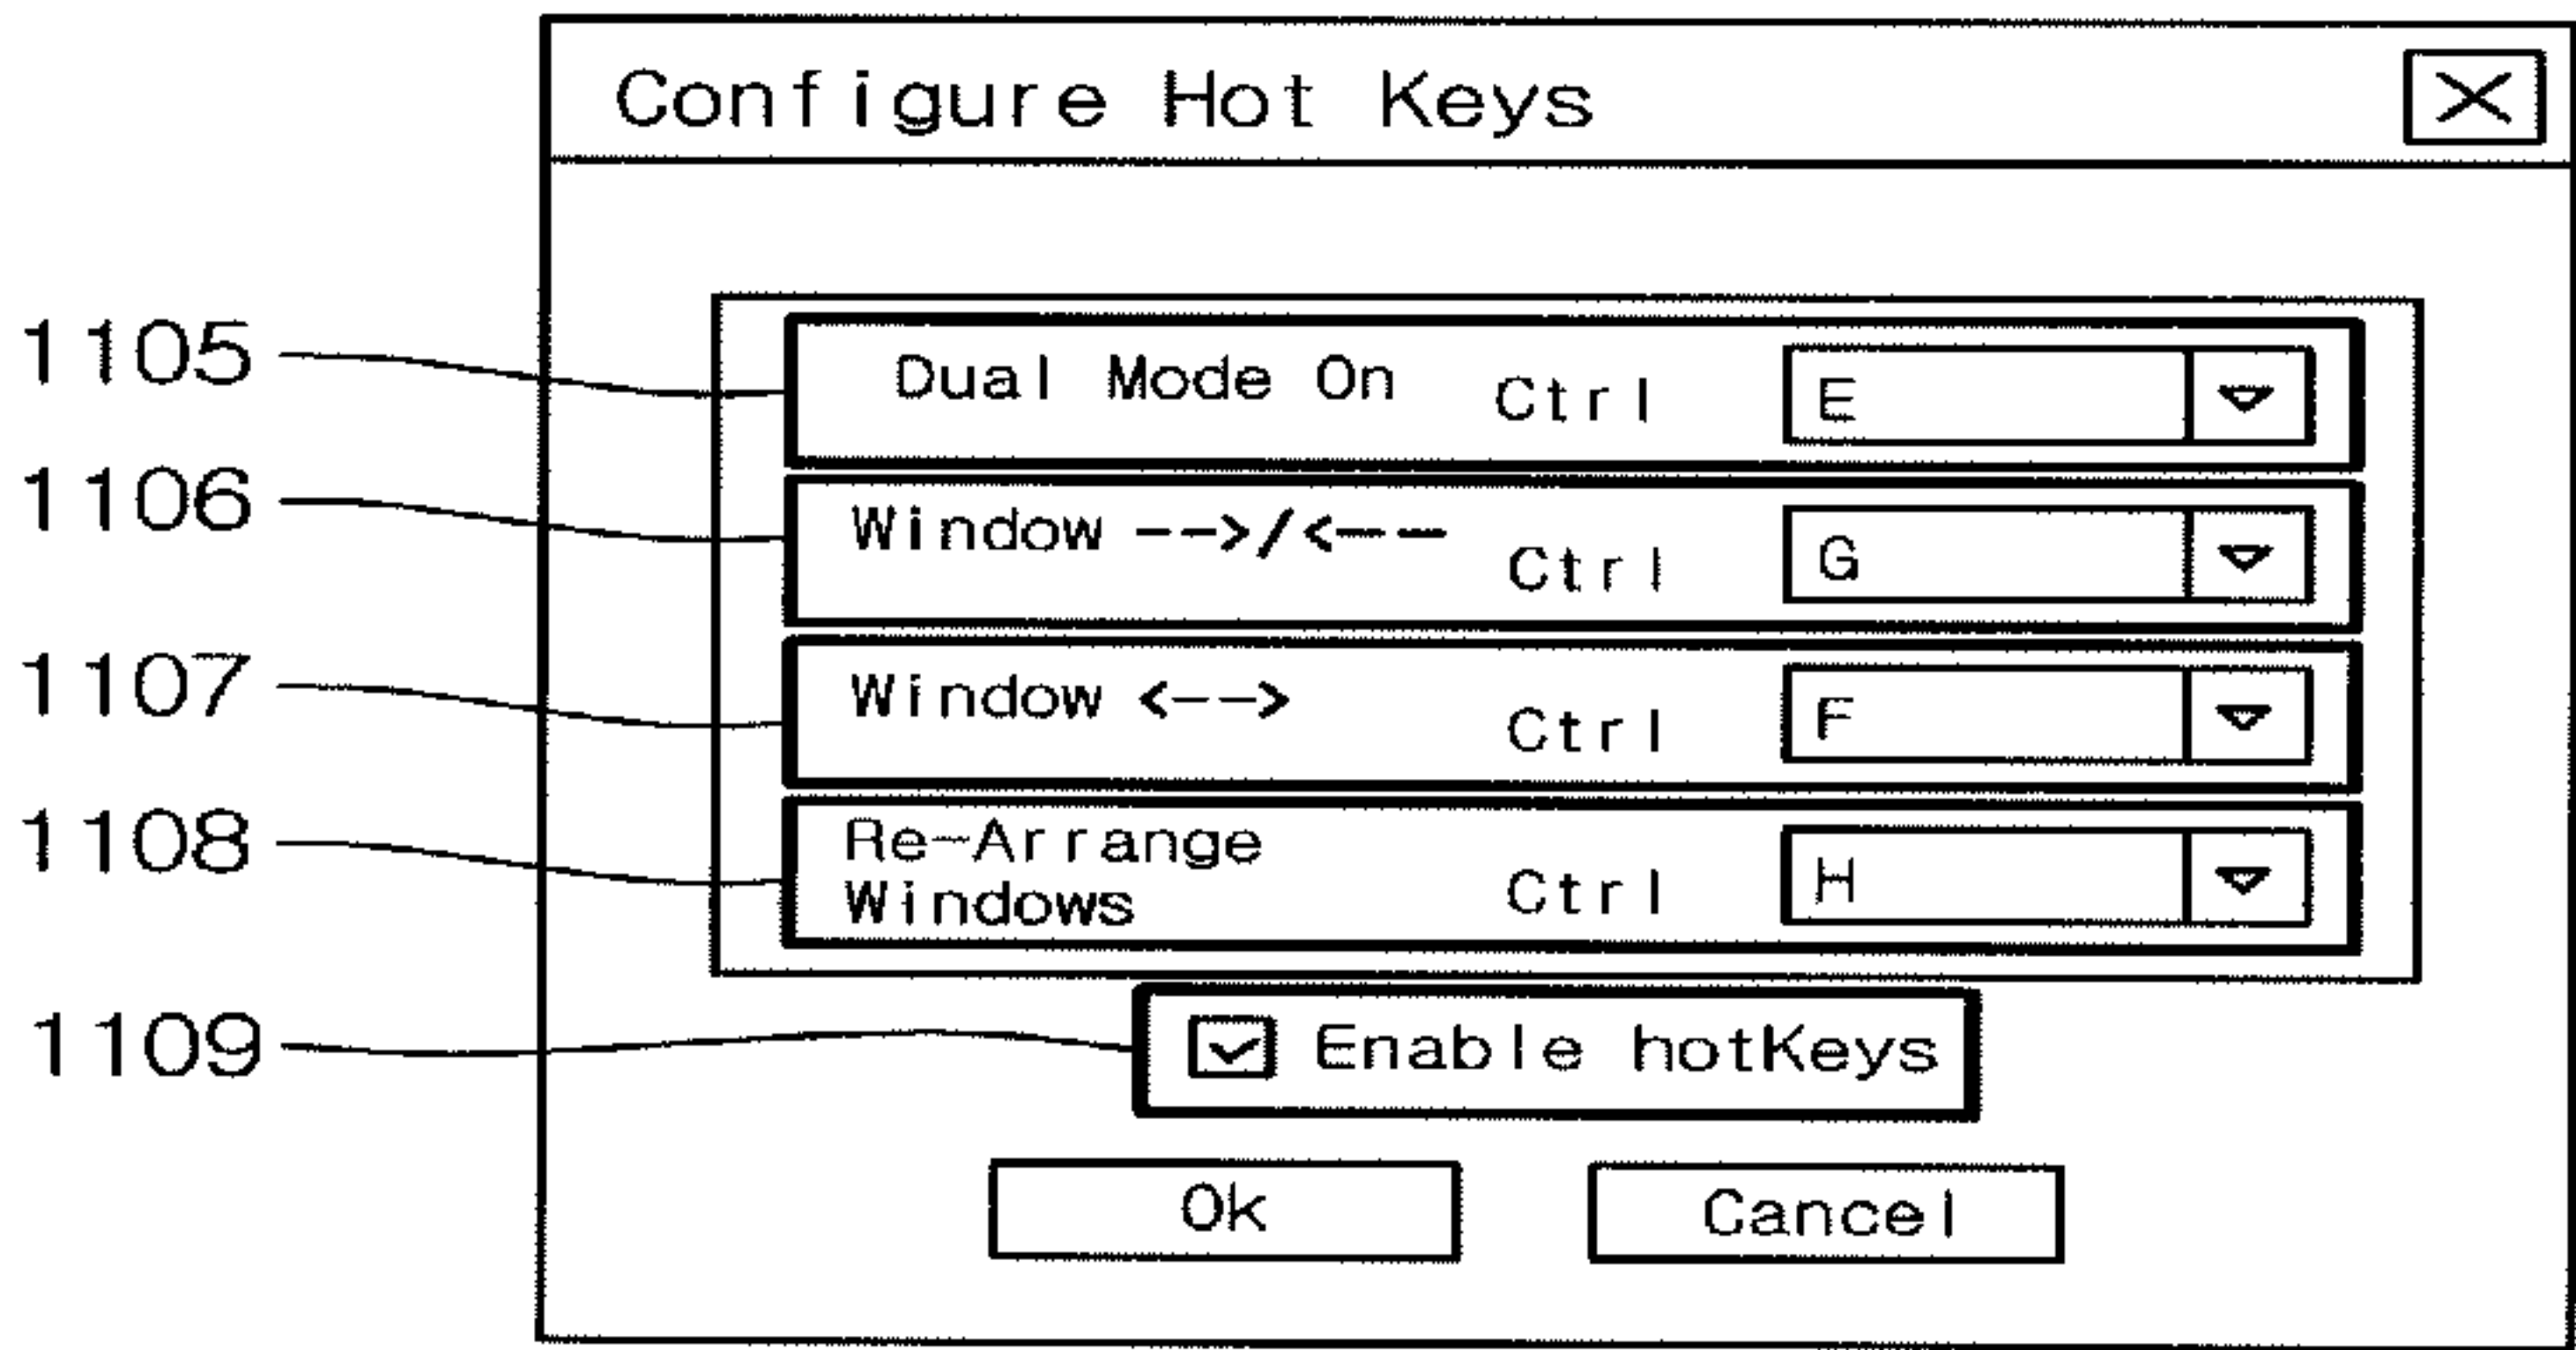 Configure Hot Keys
1105 Dual Mode On Ctrl E
1106 Window -->/<-- Ctrl G
1107 Window <--> Ctrl F
1108 Re-Arrange
Windows Ctrl H
1109 Enable hotKeys
Ok Cancel